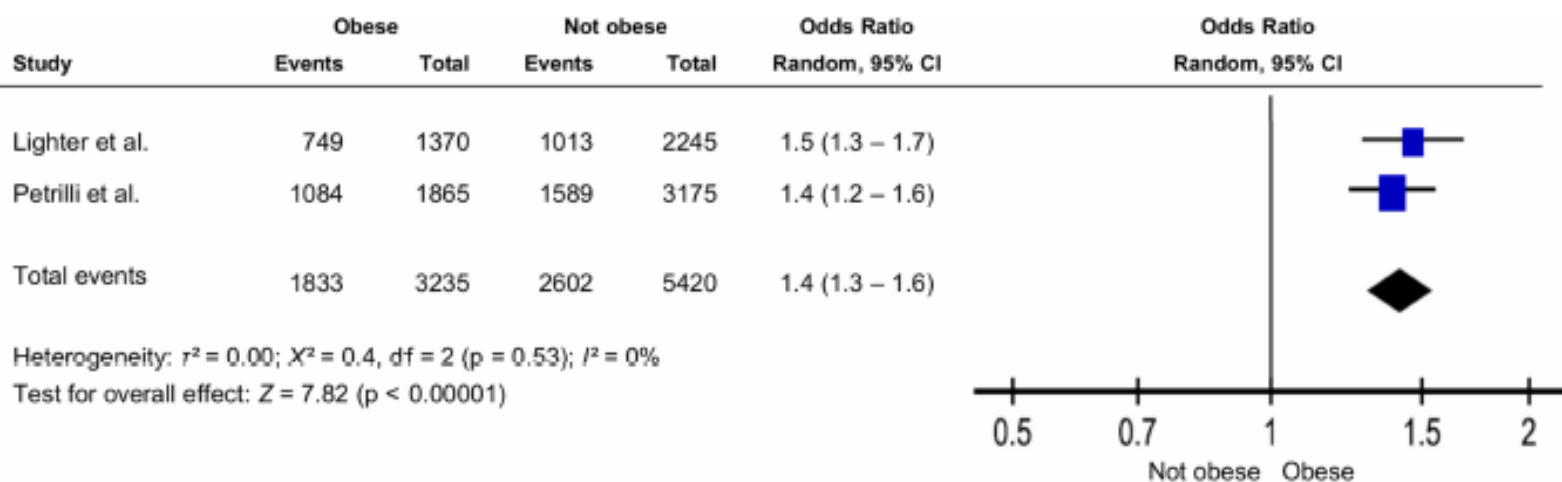 Obese Not obese Odds Ratio Odds Ratio
Study Events Total Events Total Random, 95% CI Random, 95% CI
Lighter et al. 749 1370 1013 2245 1.5 (1.3 – 1.7)
Petrilli et al. 1084 1865 1589 3175 1.4 (1.2 – 1.6)
Total events 1833 3235 2602 5420 1.4 (1.3 – 1.6)
Heterogeneity: τ² = 0.00; X² = 0.4, df = 2 (p = 0.53); I² = 0%
Test for overall effect: Z = 7.82 (p < 0.00001)
0.5 0.7 1 1.5 2
Not obese Obese